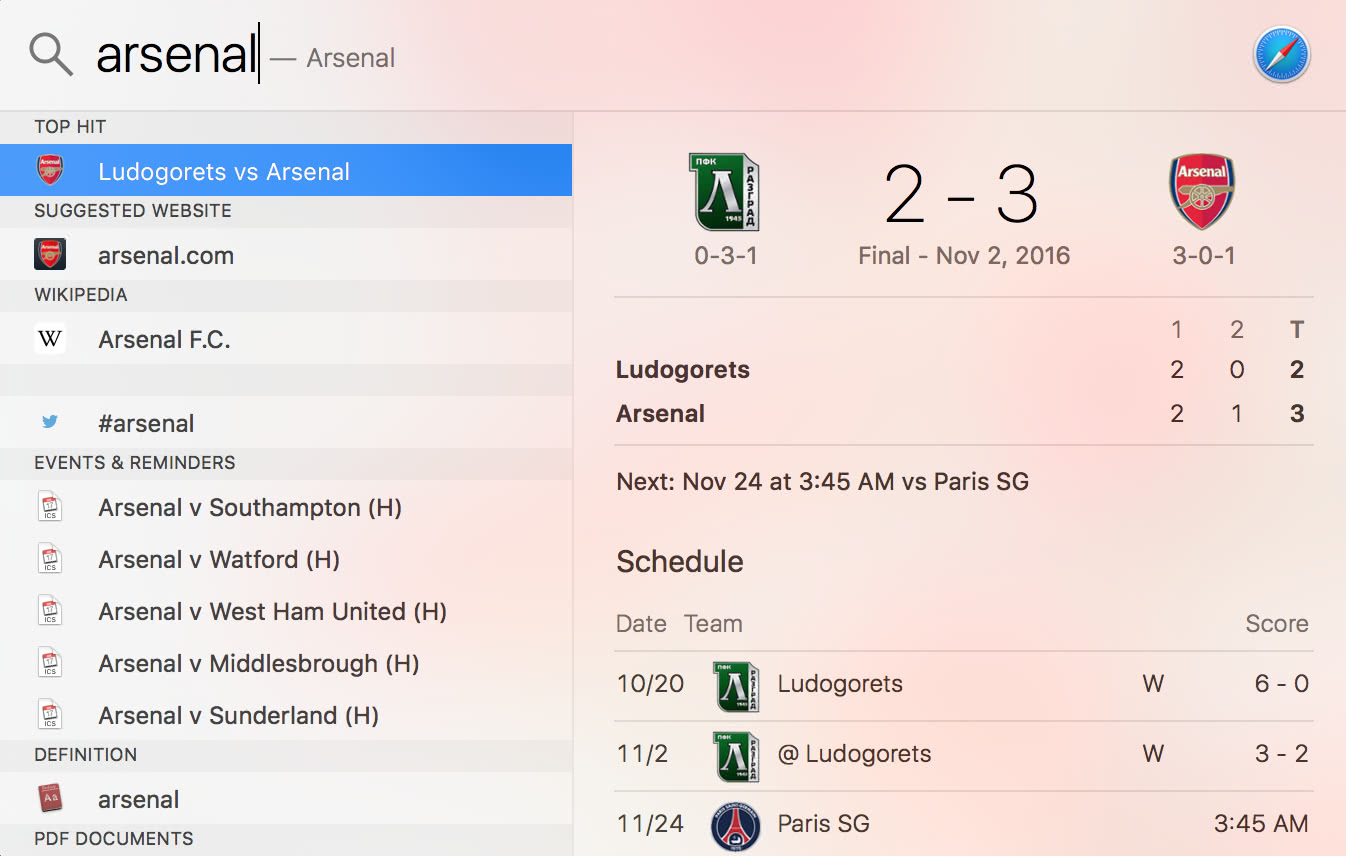 arsenal — Arsenal
TOP HIT
Ludogorets vs Arsenal
SUGGESTED WEBSITE
arsenal.com
WIKIPEDIA
W Arsenal F.C.
#arsenal
EVENTS & REMINDERS
Arsenal v Southampton (H)
Arsenal v Watford (H)
Arsenal v West Ham United (H)
Arsenal v Middlesbrough (H)
Arsenal v Sunderland (H)
DEFINITION
Aa arsenal
PDF DOCUMENTS
ПФК
РАЗГРАД
Л
1945
2 - 3
Arsenal
0-3-1 Final - Nov 2, 2016 3-0-1
1 2 T
Ludogorets 2 0 2
Arsenal 2 1 3
Next: Nov 24 at 3:45 AM vs Paris SG
Schedule
Date Team Score
10/20 Ludogorets W 6 - 0
11/2 @ Ludogorets W 3 - 2
11/24 Paris SG 3:45 AM